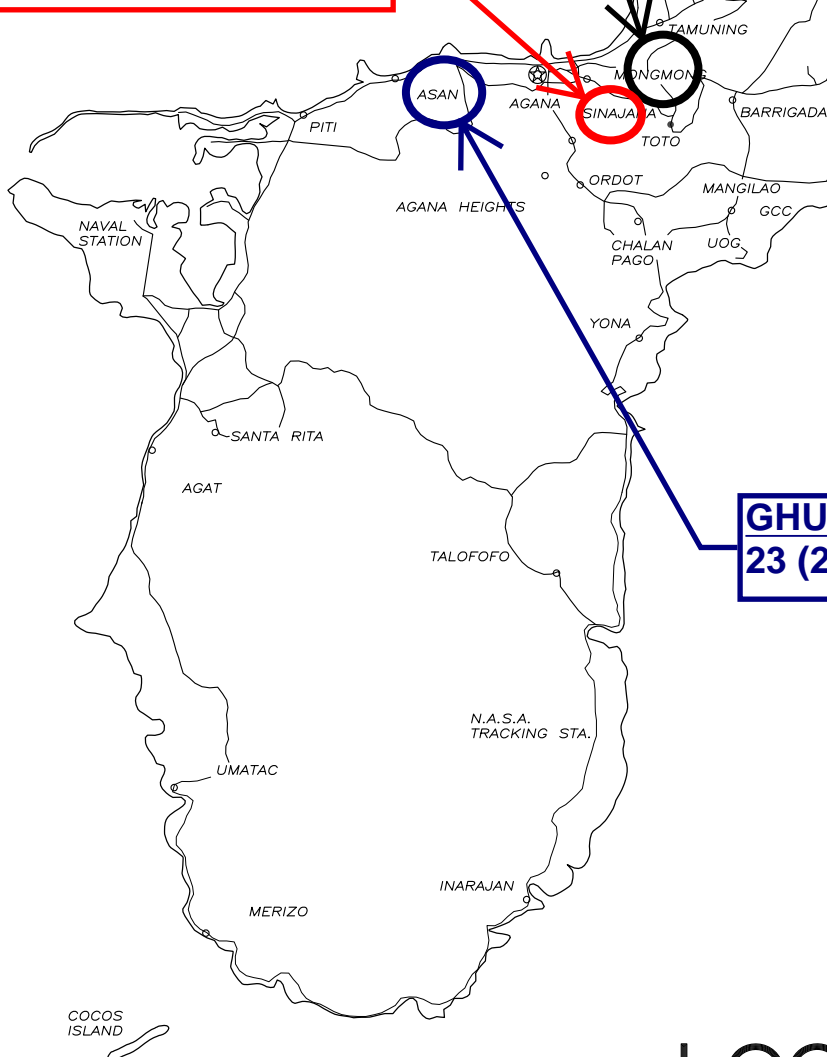 TAMUNING
MONGMONG
ASAN
AGANA
SINAJANA
BARRIGADA
PITI
TOTO
ORDOT
MANGILAO
AGANA HEIGHTS
GCC
NAVAL
STATION
CHALAN
PAGO
UOG
YONA
SANTA RITA
AGAT
GHU
23 (2
TALOFOFO
N.A.S.A.
TRACKING STA.
UMATAC
INARAJAN
MERIZO
COCOS
ISLAND